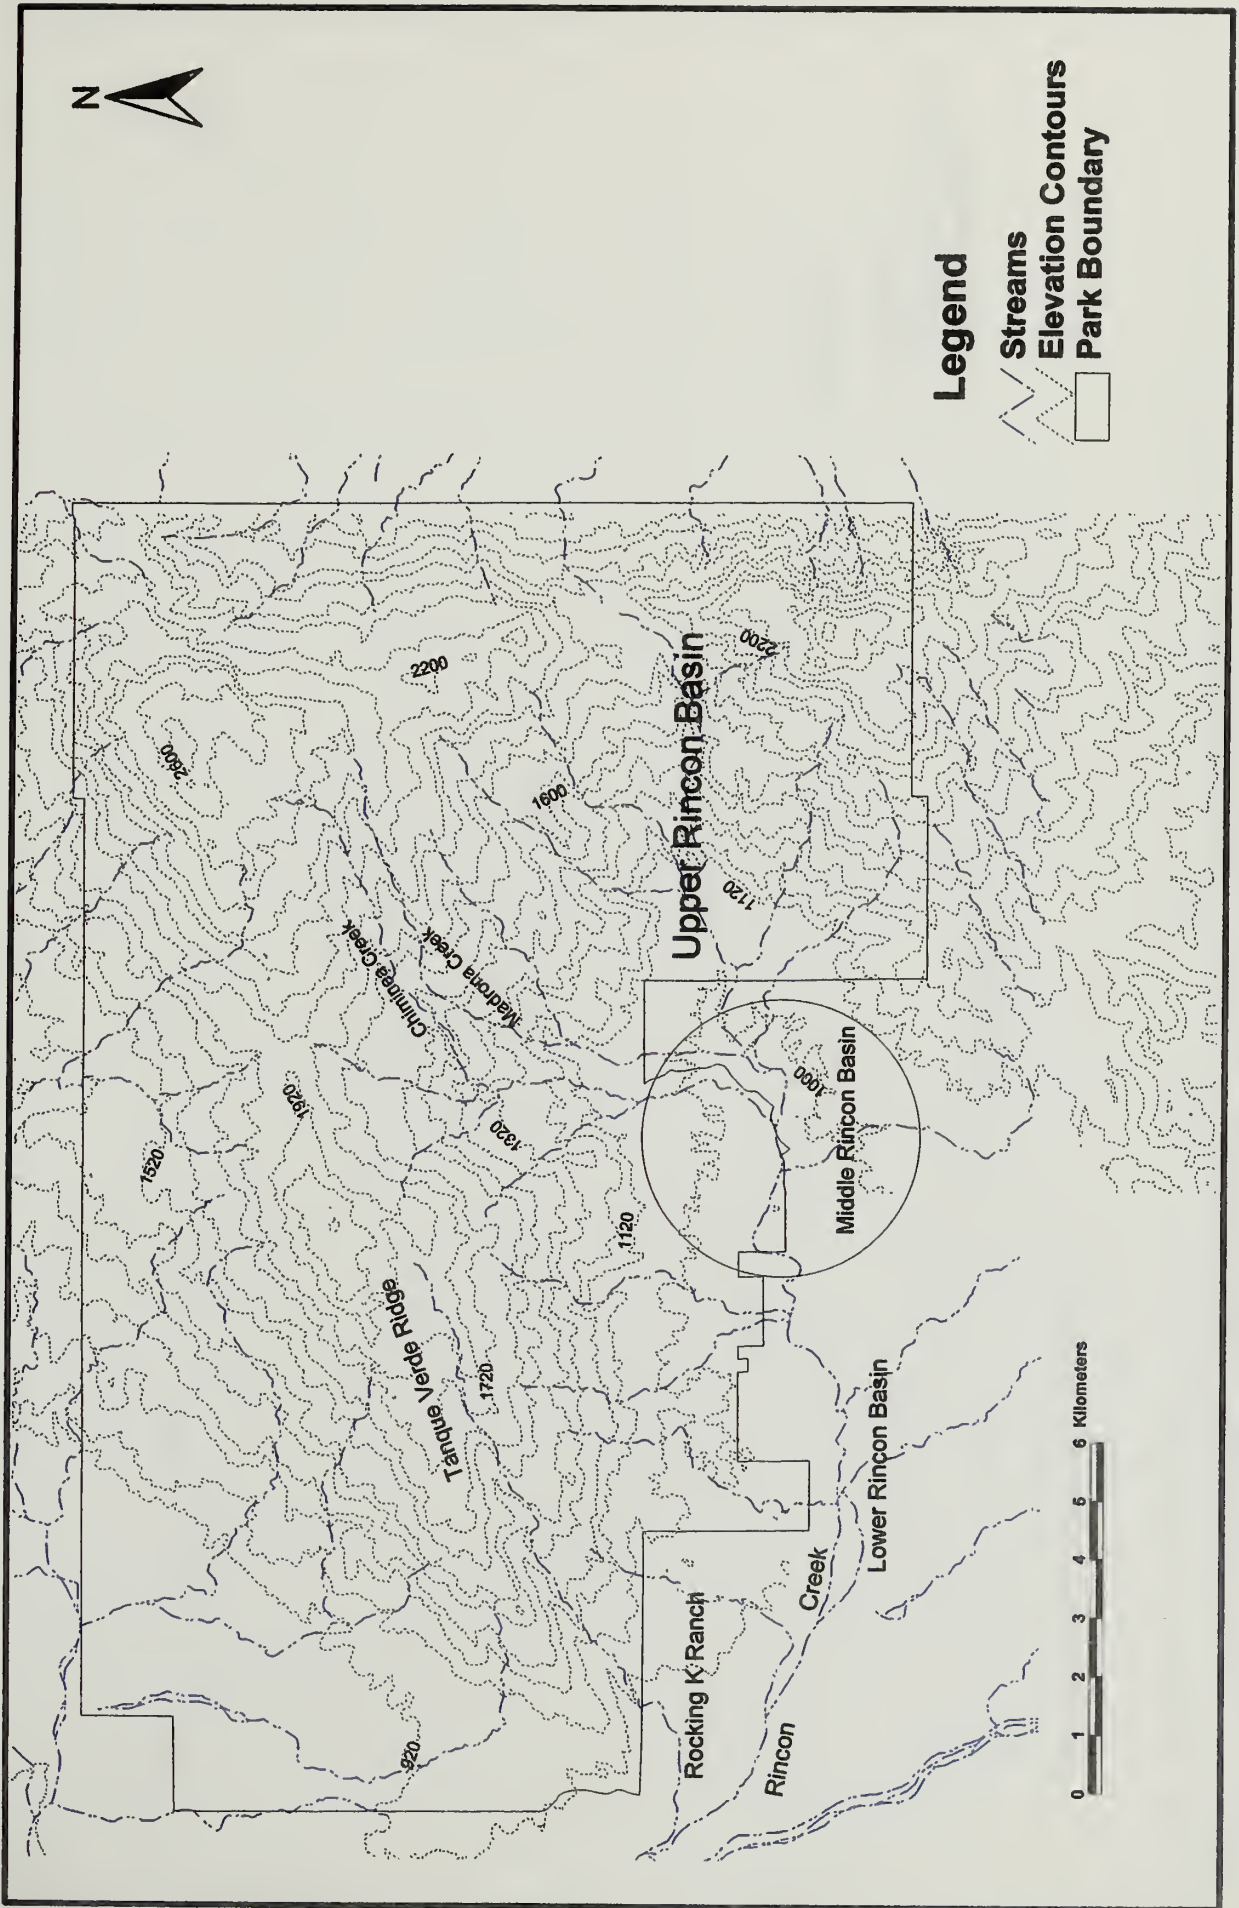 N
1520
2600
1920
Chiminea Creek
920
Tanque Verde Ridge
2200
Madrona Creek
1720
1320
1600
1120
Upper Rincon Basin
Rocking K Ranch
1120
2200
Rincon Creek
1000
Middle Rincon Basin
Lower Rincon Basin
Legend
Streams
Elevation Contours
Park Boundary
0 1 2 3 4 5 6 Kilometers